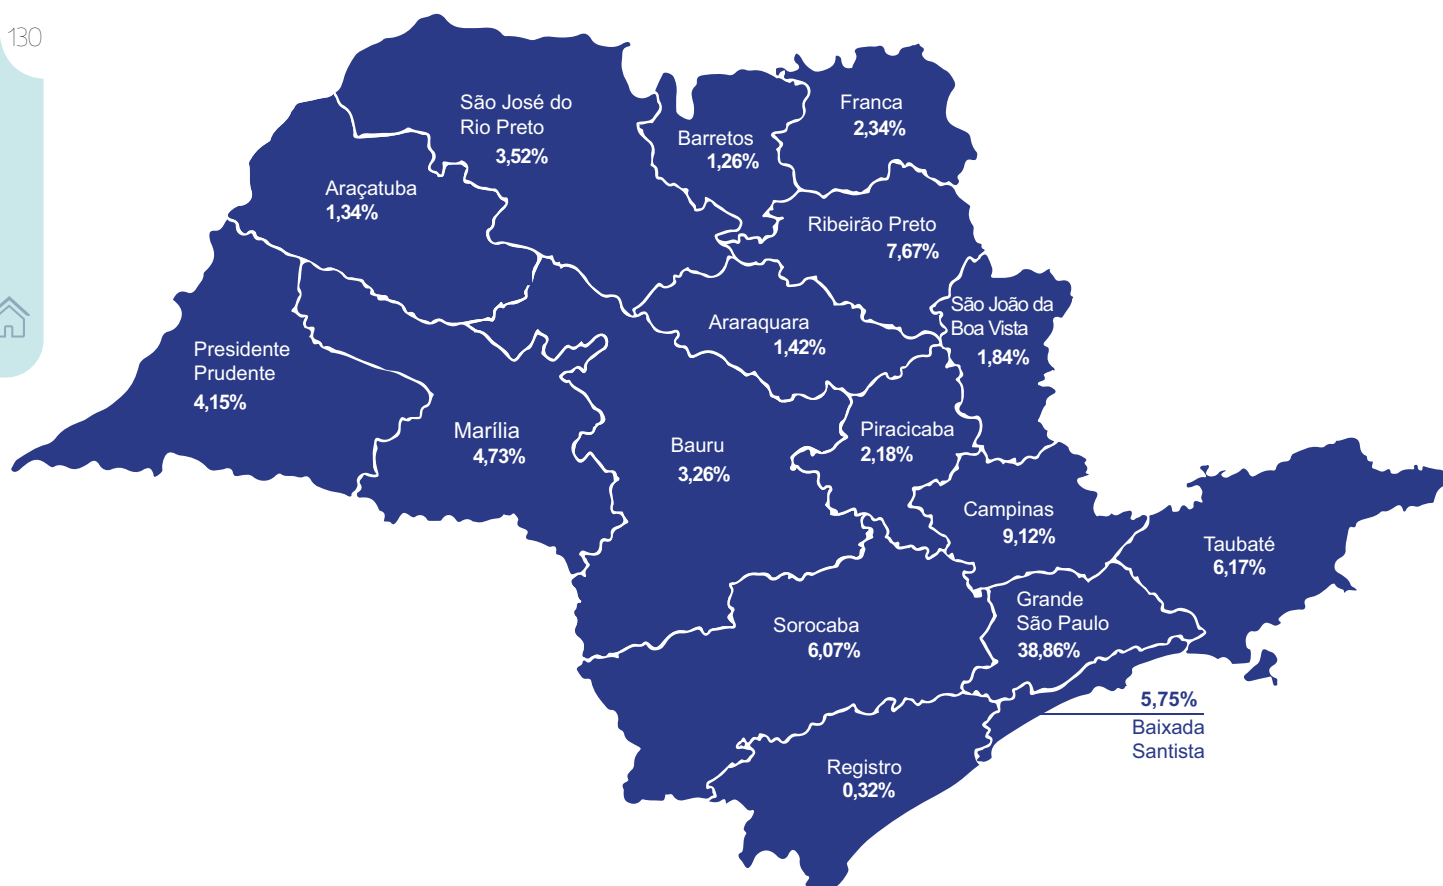 130
São José do
Rio Preto
3,52%
Barretos
1,26%
Franca
2,34%
Araçatuba
1,34%
Ribeirão Preto
7,67%
São João da
Boa Vista
1,84%
Araraquara
1,42%
Presidente
Prudente
4,15%
Marília
4,73%
Bauru
3,26%
Piracicaba
2,18%
Campinas
9,12%
Taubaté
6,17%
Grande
São Paulo
38,86%
Sorocaba
6,07%
5,75%
Baixada
Santista
Registro
0,32%